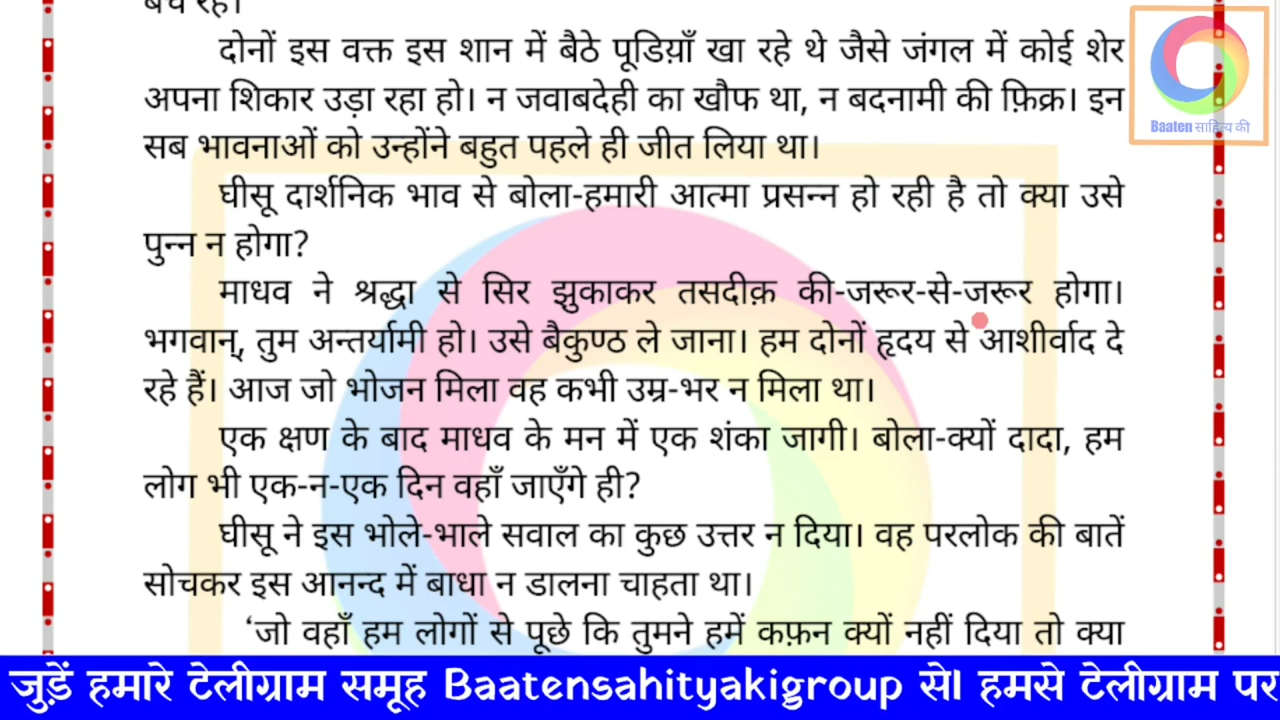 बच रहे।
दोनों इस वक्त इस शान में बैठे पूडिय़ाँ खा रहे थे जैसे जंगल में कोई शेर
अपना शिकार उड़ा रहा हो। न जवाबदेही का खौफ था, न बदनामी की फ़िक्र। इन
सब भावनाओं को उन्होंने बहुत पहले ही जीत लिया था।
घीसू दार्शनिक भाव से बोला-हमारी आत्मा प्रसन्न हो रही है तो क्या उसे
पुन्न न होगा?
माधव ने श्रद्धा से सिर झुकाकर तसदीक़ की-जरूर-से-जरूर होगा।
भगवान्, तुम अन्तर्यामी हो। उसे बैकुण्ठ ले जाना। हम दोनों हृदय से आशीर्वाद दे
रहे हैं। आज जो भोजन मिला वह कभी उम्र-भर न मिला था।
एक क्षण के बाद माधव के मन में एक शंका जागी। बोला-क्यों दादा, हम
लोग भी एक-न-एक दिन वहाँ जाएँगे ही?
घीसू ने इस भोले-भाले सवाल का कुछ उत्तर न दिया। वह परलोक की बातें
सोचकर इस आनन्द में बाधा न डालना चाहता था।
‘जो वहाँ हम लोगों से पूछे कि तुमने हमें कफ़न क्यों नहीं दिया तो क्या
Baaten साहित्य की
जुड़ें हमारे टेलीग्राम समूह Baatensahityakigroup से। हमसे टेलीग्राम पर